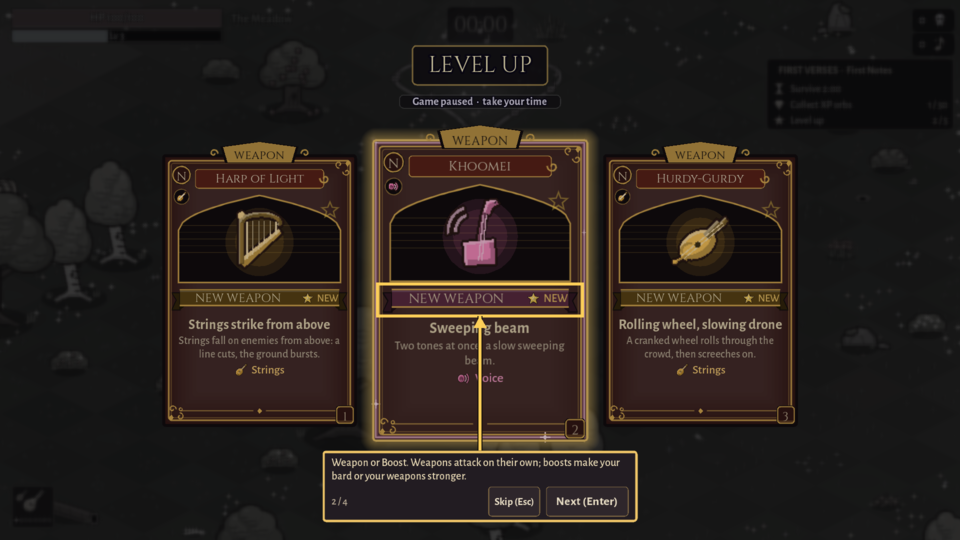 The Meadow
00:00
LEVEL UP
Game paused · take your time
FIRST VERSES · First Notes
Survive 2:00
Collect XP orbs
Level up
WEAPON
N
HARP OF LIGHT
NEW WEAPON ★ NEW
Strings strike from above
Strings fall on enemies from above: a
line cuts, the ground bursts.
Strings
1
WEAPON
N
KHOOMEI
NEW WEAPON ★ NEW
Sweeping beam
Two tones at once: a slow sweeping
beam.
Voice
2
WEAPON
N
HURDY-GURDY
NEW WEAPON ★ NEW
Rolling wheel, slowing drone
A cranked wheel rolls through the
crowd, then screeches on.
Strings
3
Weapon or Boost. Weapons attack on their own; boosts make your
bard or your weapons stronger.
2 / 4
Skip (Esc)
Next (Enter)